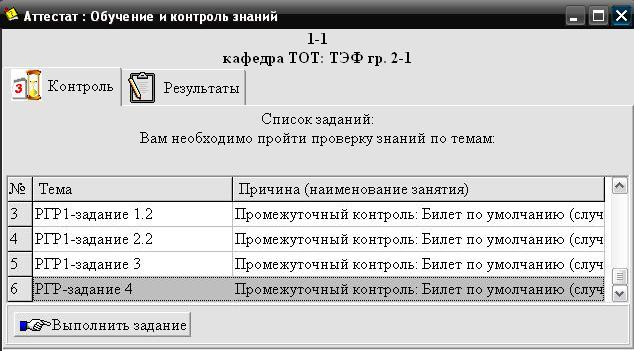 Аттестат : Обучение и контроль знаний
1-1
кафедра ТОТ: ТЭФ гр. 2-1
Контроль
Результаты
Список заданий:
Вам необходимо пройти проверку знаний по темам:
№ Тема Причина (наименование занятия)
3 РГР1-задание 1.2 Промежуточный контроль: Билет по умолчанию (случ
4 РГР1-задание 2.2 Промежуточный контроль: Билет по умолчанию (случ
5 РГР1-задание 3 Промежуточный контроль: Билет по умолчанию (случ
6 РГР-задание 4 Промежуточный контроль: Билет по умолчанию (случ
Выполнить задание